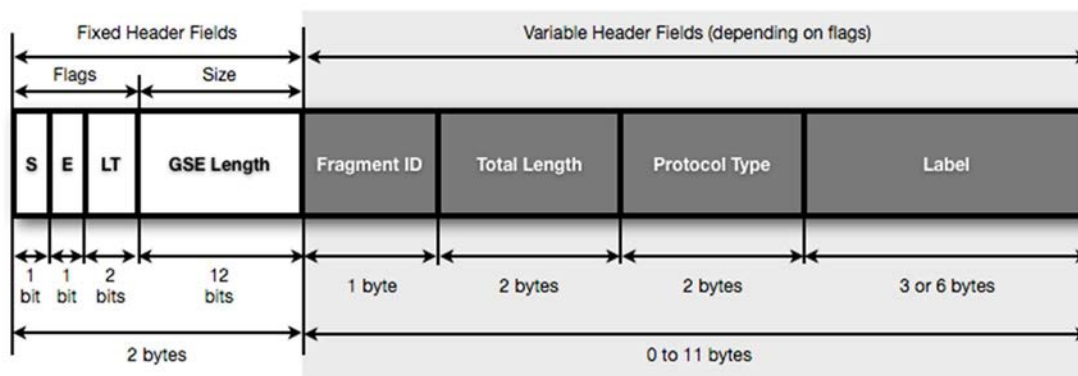 Fixed Header Fields
Variable Header Fields (depending on flags)
Flags
Size
S
E
LT
GSE Length
Fragment ID
Total Length
Protocol Type
Label
1
bit
1
bit
2
bits
12
bits
1 byte
2 bytes
2 bytes
3 or 6 bytes
2 bytes
0 to 11 bytes